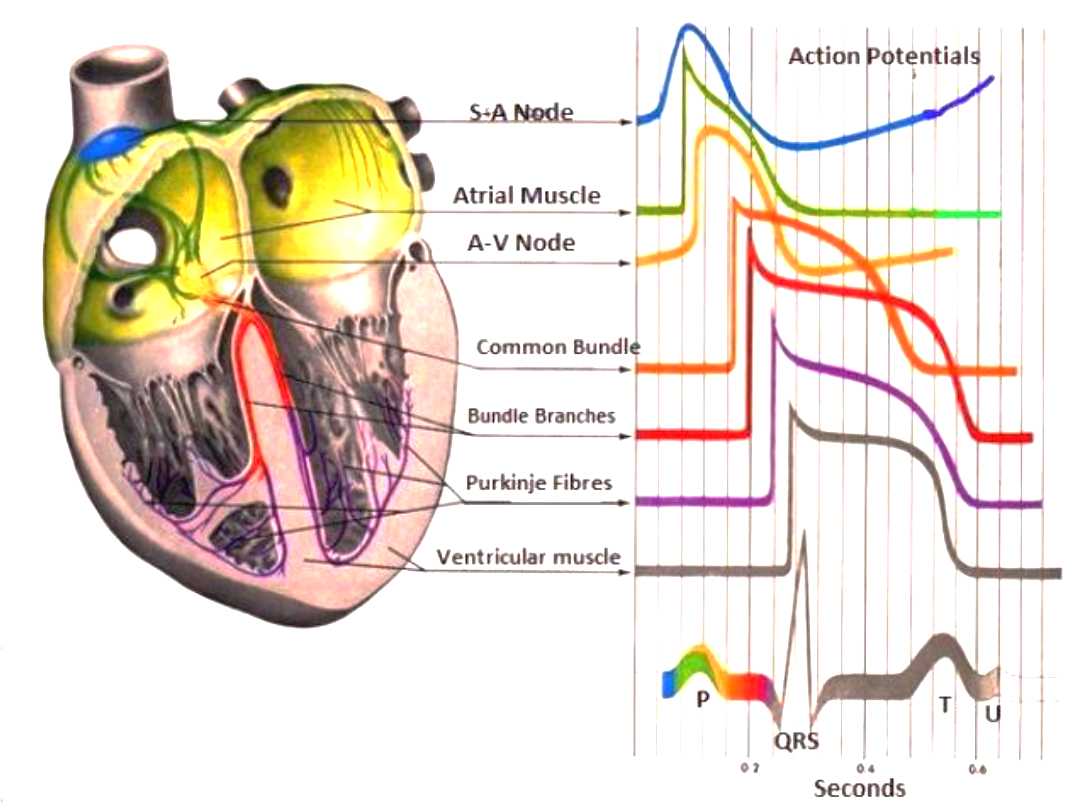 Action Potentials
S-A Node
Atrial Muscle
A-V Node
Common Bundle
Bundle Branches
Purkinje Fibres
Ventricular muscle
P
T
U
QRS
0 2
0.4
0.6
Seconds